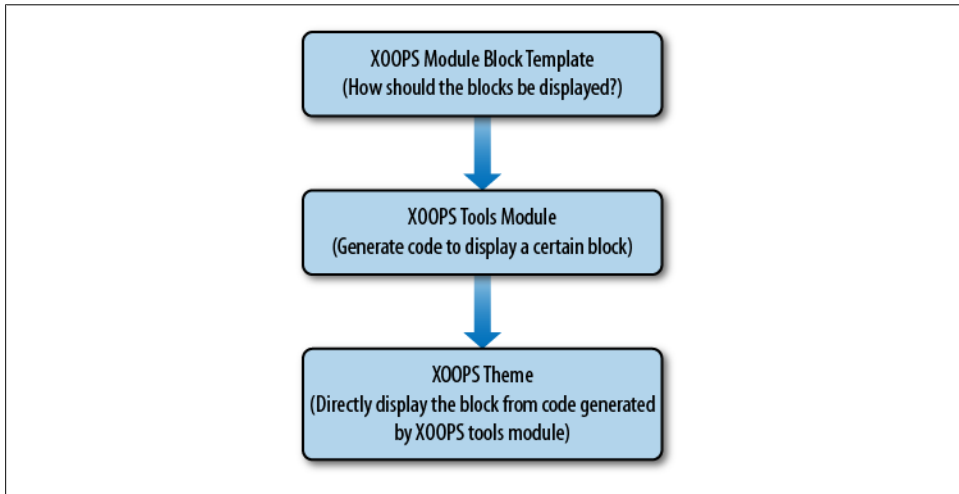 XOOPS Module Block Template
(How should the blocks be displayed?)
XOOPS Tools Module
(Generate code to display a certain block)
XOOPS Theme
(Directly display the block from code generated
by XOOPS tools module)